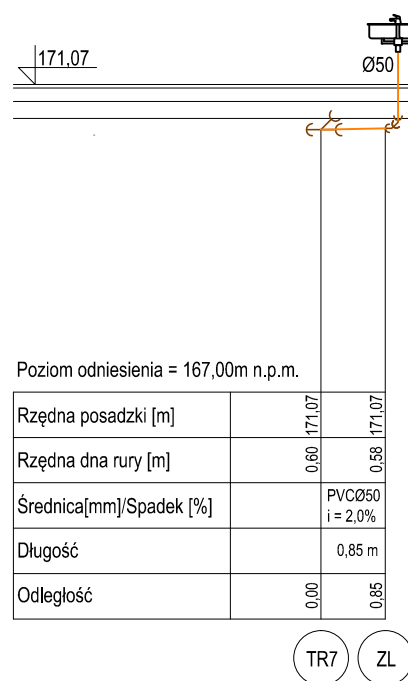 171,07
Ø50
Poziom odniesienia = 167,00m n.p.m.
Rzędna posadzki [m] 171,07 171,07
Rzędna dna rury [m] 0,60 0,58
Średnica[mm]/Spadek [%] PVCØ50
i = 2,0%
Długość 0,85 m
Odległość 0,00 0,85
TR7 ZL